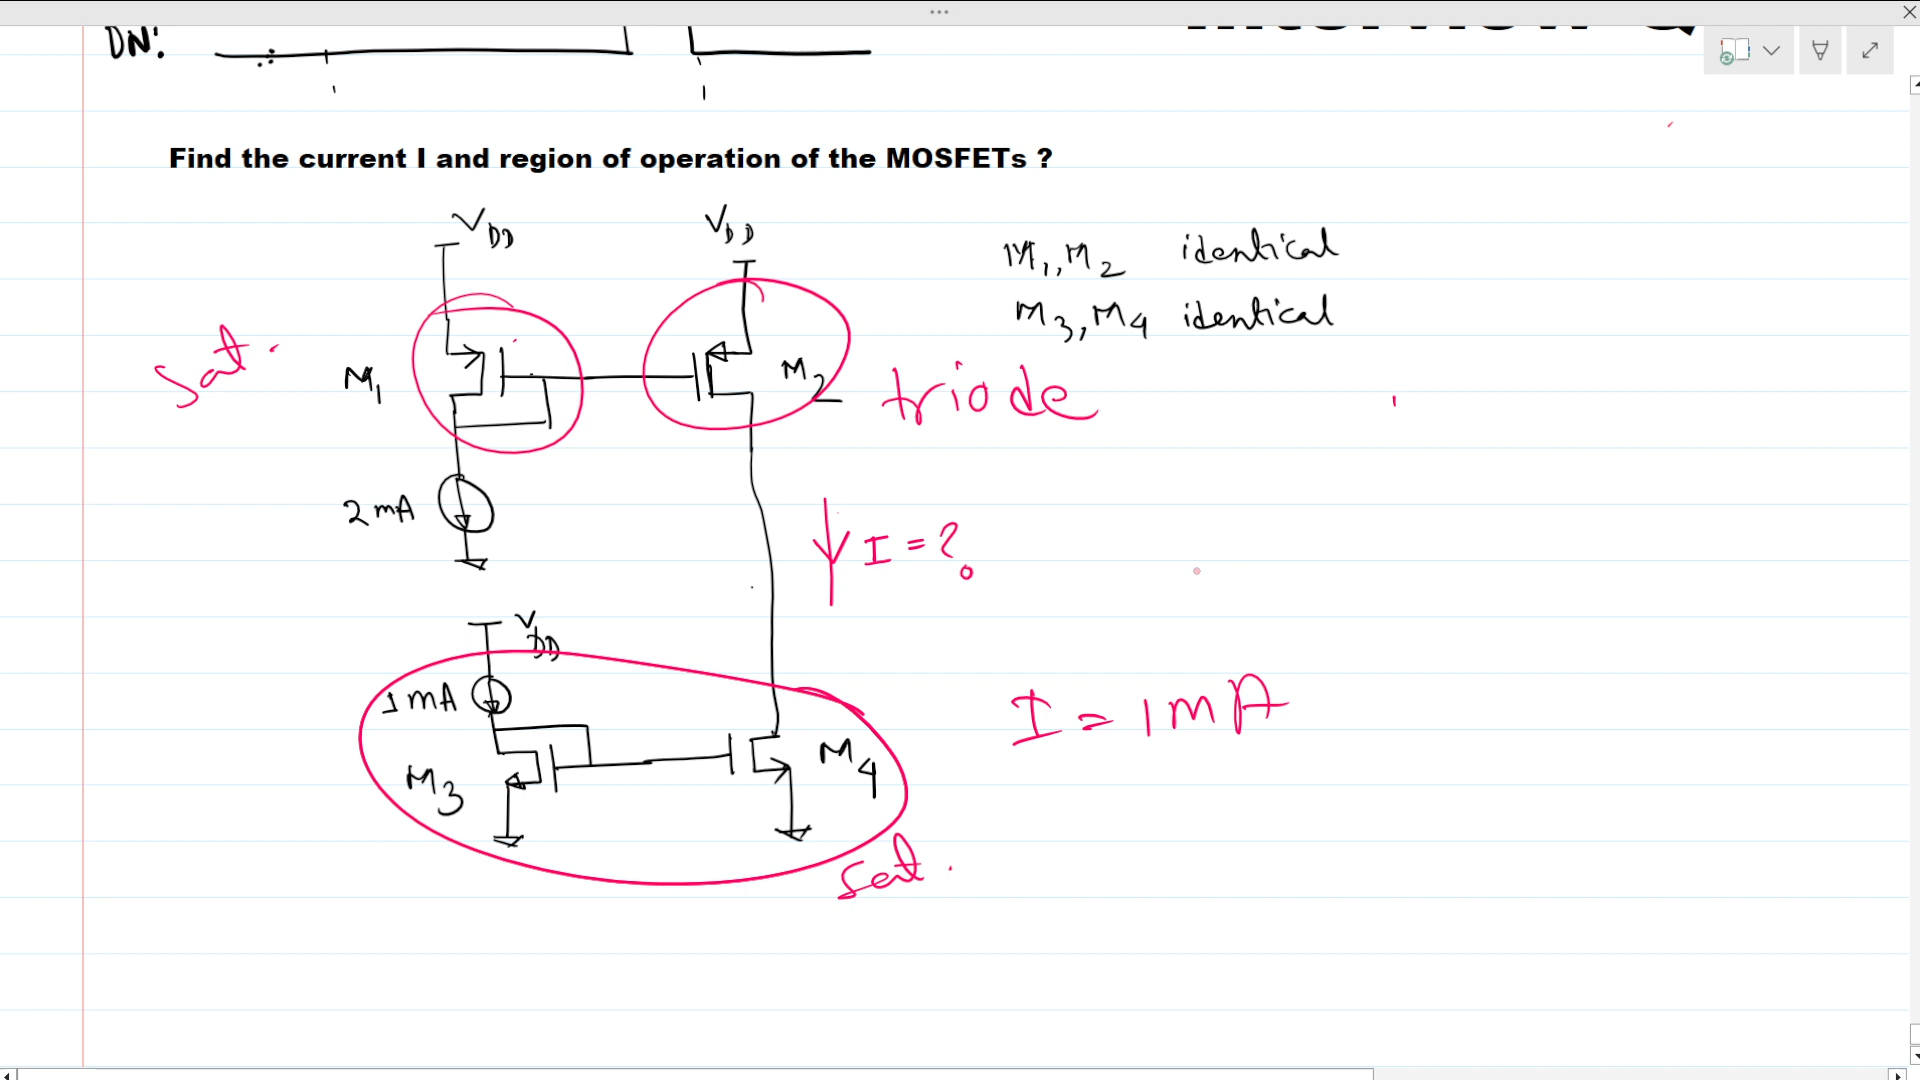 DN:
Find the current I and region of operation of the MOSFETs ?
VDD VDD
M1, M2 identical
M3, M4 identical
Sat.
M1 M2 triode
2 mA
I = ?
VDD
1 mA
I = 1 mA
M3 M4
Sat.